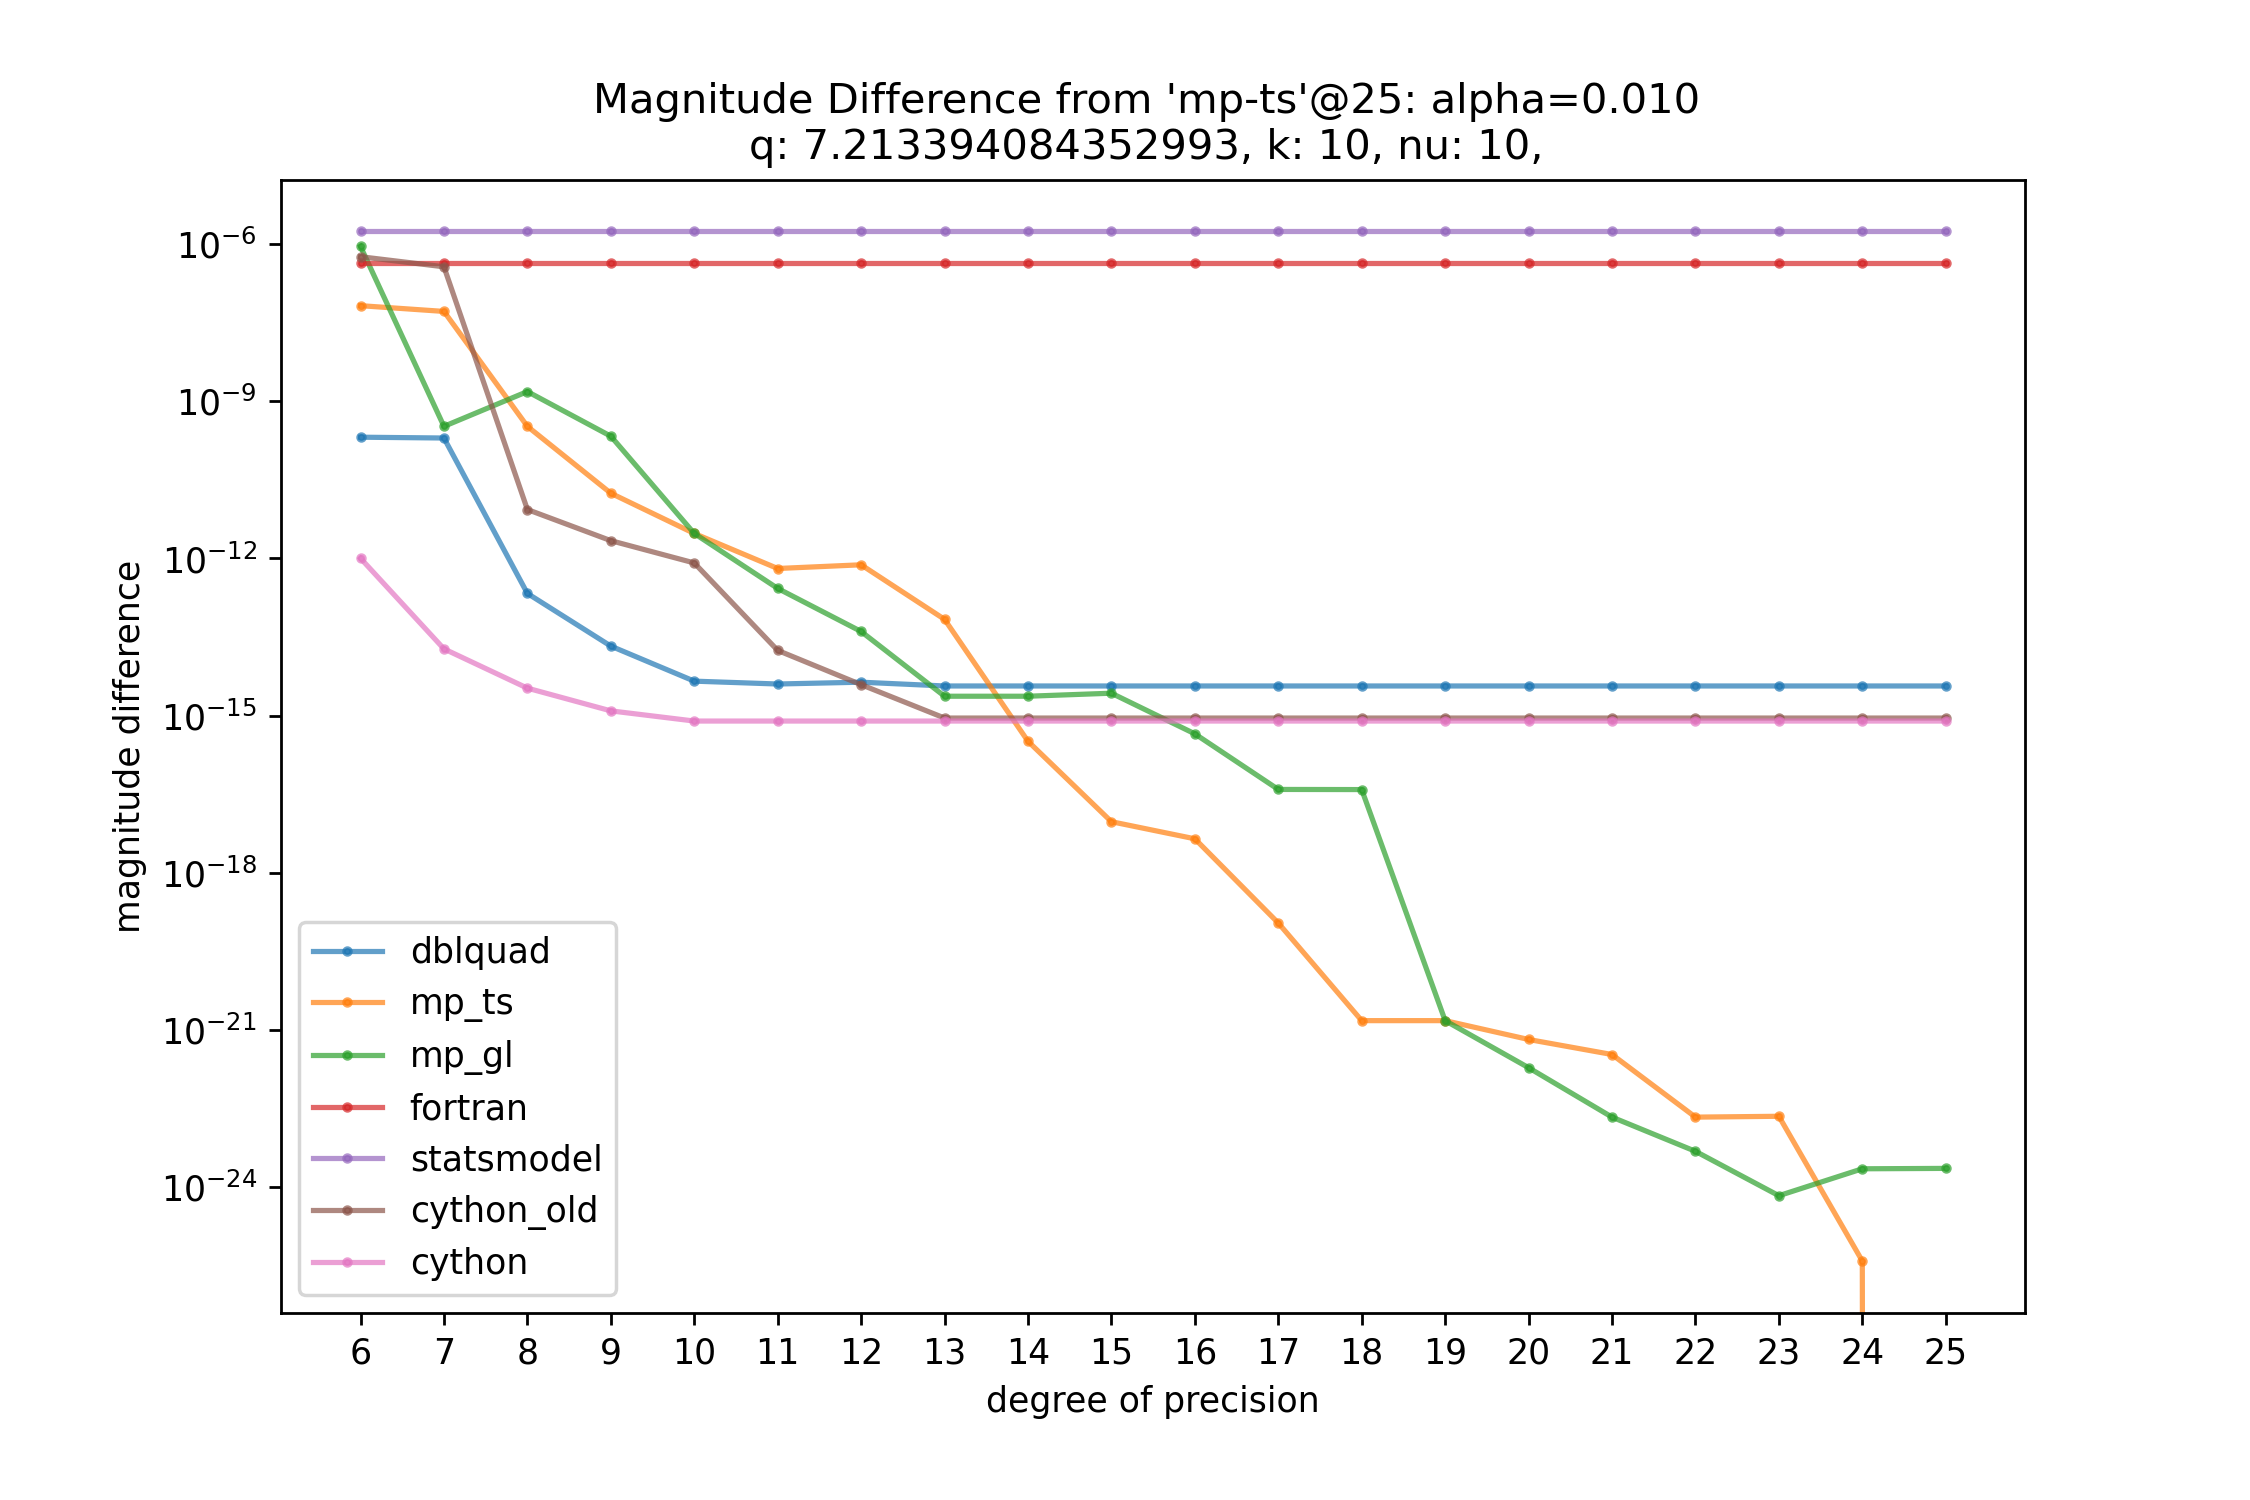 Magnitude Difference from 'mp-ts'@25: alpha=0.010
q: 7.213394084352993, k: 10, nu: 10,
magnitude difference
10⁻⁶
10⁻⁹
10⁻¹²
10⁻¹⁵
10⁻¹⁸
10⁻²¹
10⁻²⁴
dblquad
mp_ts
mp_gl
fortran
statsmodel
cython_old
cython
6 7 8 9 10 11 12 13 14 15 16 17 18 19 20 21 22 23 24 25
degree of precision